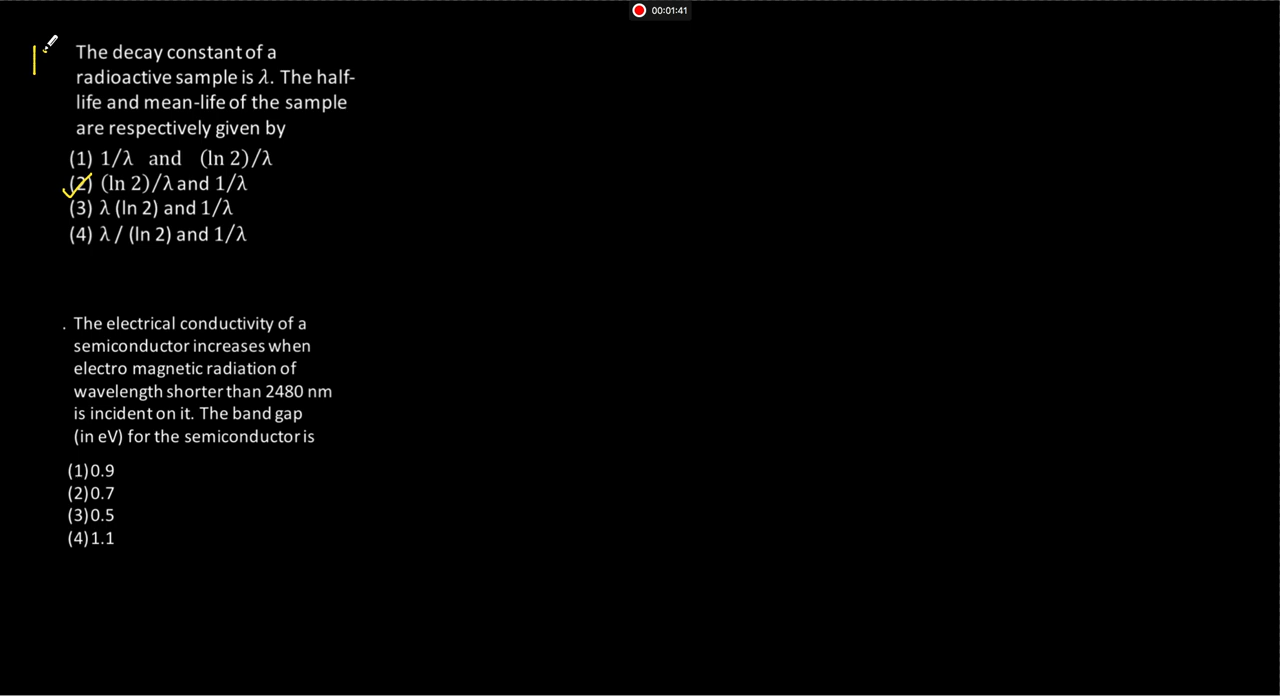 00:01:41
The decay constant of a
radioactive sample is λ. The half-
life and mean-life of the sample
are respectively given by
(1) 1/λ and (ln 2)/λ
(2) (ln 2)/λ and 1/λ
(3) λ (ln 2) and 1/λ
(4) λ / (ln 2) and 1/λ
. The electrical conductivity of a
semiconductor increases when
electro magnetic radiation of
wavelength shorter than 2480 nm
is incident on it. The band gap
(in eV) for the semiconductor is
(1)0.9
(2)0.7
(3)0.5
(4)1.1